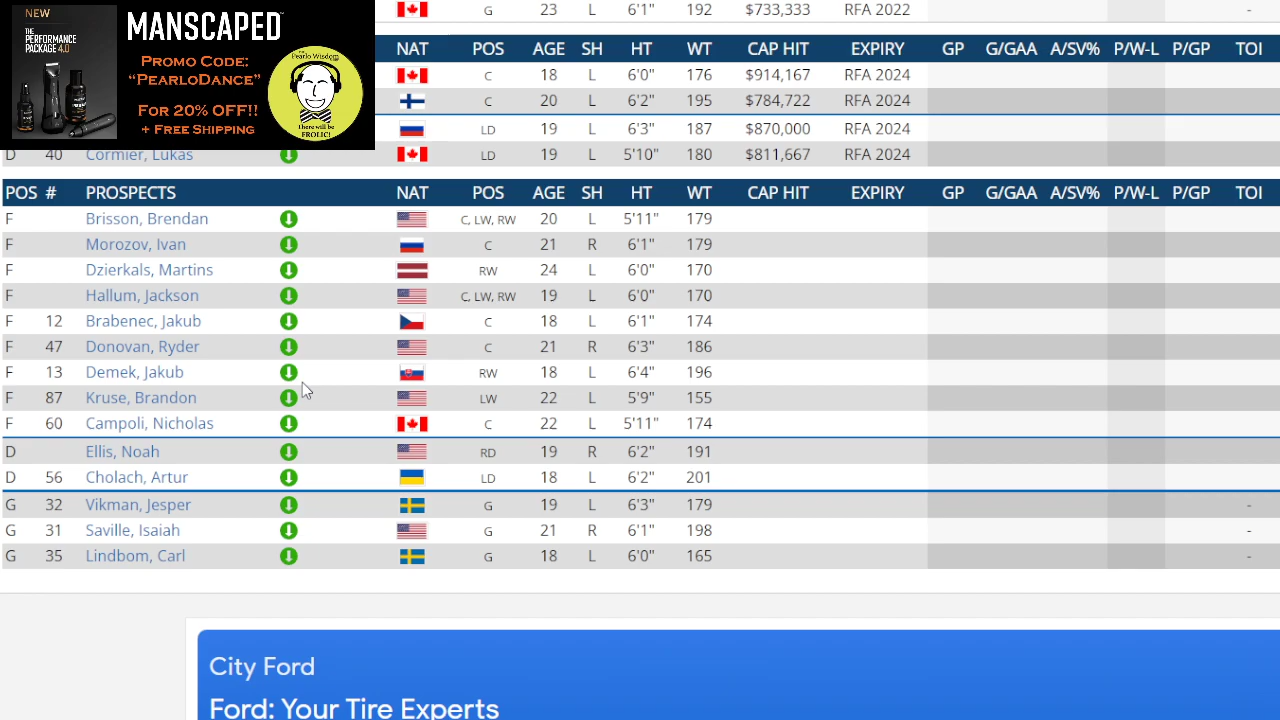 NEW
THE
PERFORMANCE
PACKAGE 4.0
MANSCAPED™
Promo Code:
"PearloDance"
For 20% OFF!!
+ Free Shipping
The Pearlo Wisdom
There will be
FROLIC!
G 23 L 6'1" 192 $733,333 RFA 2022 -
NAT POS AGE SH HT WT CAP HIT EXPIRY GP G/GAA A/SV% P/W-L P/GP TOI
C 18 L 6'0" 176 $914,167 RFA 2024
C 20 L 6'2" 195 $784,722 RFA 2024
LD 19 L 6'3" 187 $870,000 RFA 2024
D 40 Cormier, Lukas LD 19 L 5'10" 180 $811,667 RFA 2024
POS # PROSPECTS NAT POS AGE SH HT WT CAP HIT EXPIRY GP G/GAA A/SV% P/W-L P/GP TOI
F Brisson, Brendan C, LW, RW 20 L 5'11" 179
F Morozov, Ivan C 21 R 6'1" 179
F Dzierkals, Martins RW 24 L 6'0" 170
F Hallum, Jackson C, LW, RW 19 L 6'0" 170
F 12 Brabenec, Jakub C 18 L 6'1" 174
F 47 Donovan, Ryder C 21 R 6'3" 186
F 13 Demek, Jakub RW 18 L 6'4" 196
F 87 Kruse, Brandon LW 22 L 5'9" 155
F 60 Campoli, Nicholas C 22 L 5'11" 174
D Ellis, Noah RD 19 R 6'2" 191
D 56 Cholach, Artur LD 18 L 6'2" 201
G 32 Vikman, Jesper G 19 L 6'3" 179 -
G 31 Saville, Isaiah G 21 R 6'1" 198 -
G 35 Lindbom, Carl G 18 L 6'0" 165 -
City Ford
Ford: Your Tire Experts